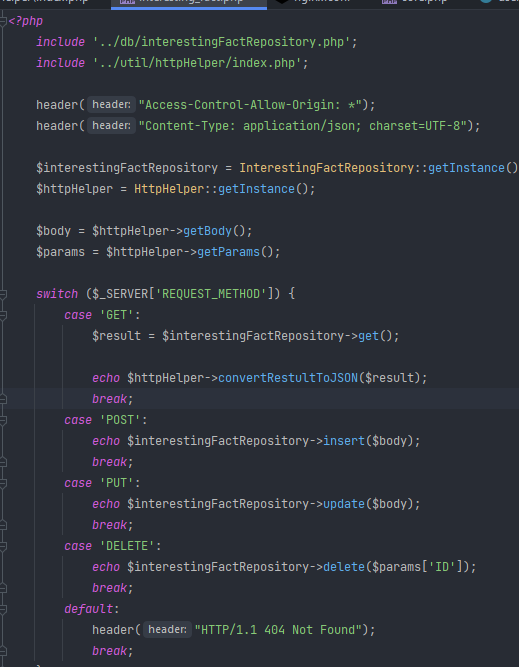 interesting_fact.php
<?php
include '../db/interestingFactRepository.php';
include '../util/httpHelper/index.php';
header( header: "Access-Control-Allow-Origin: *");
header( header: "Content-Type: application/json; charset=UTF-8");
$interestingFactRepository = InterestingFactRepository::getInstance()
$httpHelper = HttpHelper::getInstance();
$body = $httpHelper->getBody();
$params = $httpHelper->getParams();
switch ($_SERVER['REQUEST_METHOD']) {
case 'GET':
$result = $interestingFactRepository->get();
echo $httpHelper->convertRestultToJSON($result);
break;
case 'POST':
echo $interestingFactRepository->insert($body);
break;
case 'PUT':
echo $interestingFactRepository->update($body);
break;
case 'DELETE':
echo $interestingFactRepository->delete($params['ID']);
break;
default:
header( header: "HTTP/1.1 404 Not Found");
break;